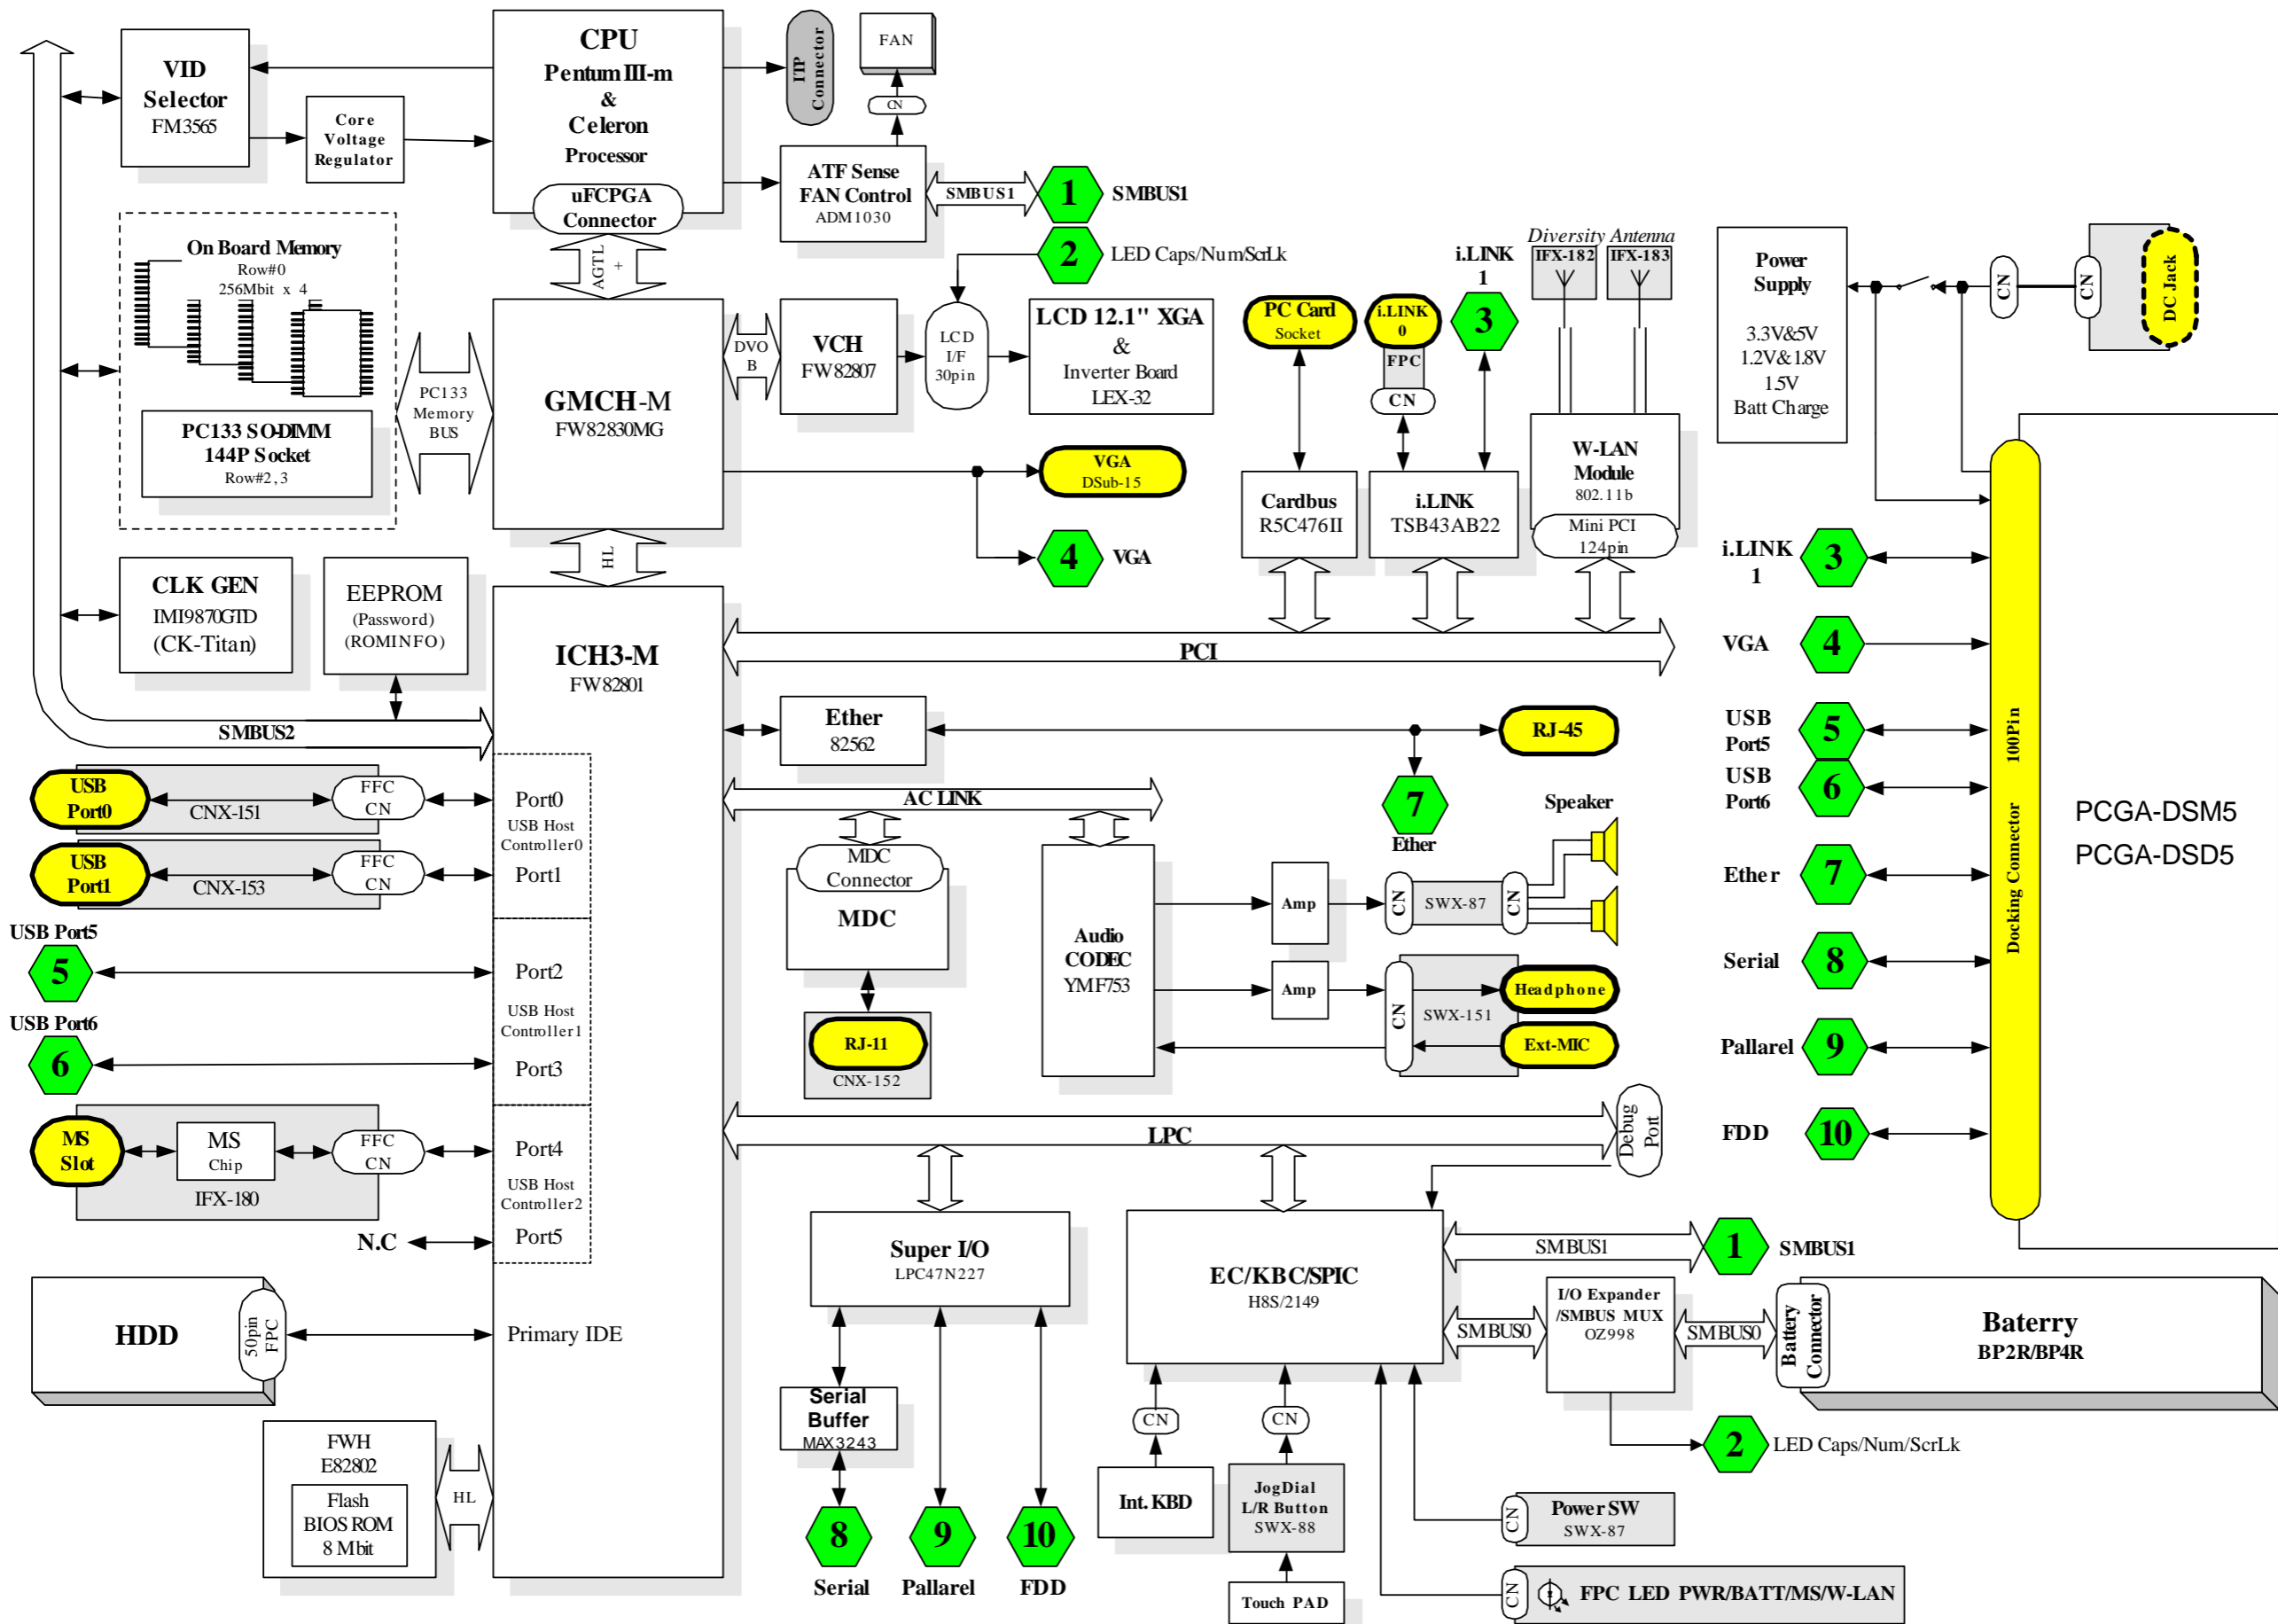 VID
Selector
FM3565
Core
Voltage
Regulator
CPU
Pentum III-m
&
Celeron
Processor
uFCPGA
Connector
ITP
Connector
FAN
CN
ATF Sense
FAN Control
ADM1030
SMBUS1
1
SMBUS1
2
LED Caps/Num/ScrLk
On Board Memory
Row#0
256Mbit x 4
PC133 SO-DIMM
144P Socket
Row#2,3
PC133
Memory
BUS
AGTL
+
GMCH-M
FW82830MG
DVO
B
VCH
FW82807
LCD
I/F
30pin
LCD 12.1" XGA
&
Inverter Board
LEX-32
VGA
DSub-15
4
VGA
HL
PC Card
Socket
i.LINK
0
FPC
CN
i.LINK
1
3
Diversity Antenna
IFX-182
IFX-183
Cardbus
R5C476II
i.LINK
TSB43AB22
W-LAN
Module
802.11b
Mini PCI
124pin
Power
Supply
3.3V&5V
1.2V&1.8V
1.5V
Batt Charge
CN
CN
DC Jack
CLK GEN
IMI9870GTD
(CK-Titan)
EEPROM
(Password)
(ROMINFO)
SMBUS2
ICH3-M
FW82801
PCI
Ether
82562
RJ-45
7
Ether
AC LINK
USB
Port0
CNX-151
FFC
CN
Port0
USB Host
Controller0
USB
Port1
CNX-153
FFC
CN
Port1
USB Port5
5
Port2
USB Host
Controller1
USB Port6
6
Port3
MS
Slot
MS
Chip
IFX-180
FFC
CN
Port4
USB Host
Controller2
N.C
Port5
HDD
50pin
FPC
Primary IDE
FWH
E82802
Flash
BIOS ROM
8 Mbit
HL
MDC
Connector
MDC
RJ-11
CNX-152
Audio
CODEC
YMF753
Amp
CN
SWX-87
CN
Speaker
Amp
CN
SWX-151
Headphone
Ext-MIC
LPC
Debug
Port
Super I/O
LPC47N227
Serial
Buffer
MAX3243
8
Serial
9
Pallarel
10
FDD
EC/KBC/SPIC
H8S/2149
CN
Int. KBD
CN
JogDial
L/R Button
SWX-88
Touch PAD
SMBUS1
1
SMBUS1
SMBUS0
I/O Expander
/SMBUS MUX
OZ998
SMBUS0
Battery
Connector
Baterry
BP2R/BP4R
2
LED Caps/Num/ScrLk
CN
Power SW
SWX-87
CN
FPC LED PWR/BATT/MS/W-LAN
i.LINK
1
3
VGA
4
USB
Port5
5
USB
Port6
6
Ether
7
Serial
8
Pallarel
9
FDD
10
Docking Connector 100Pin
PCGA-DSM5
PCGA-DSD5